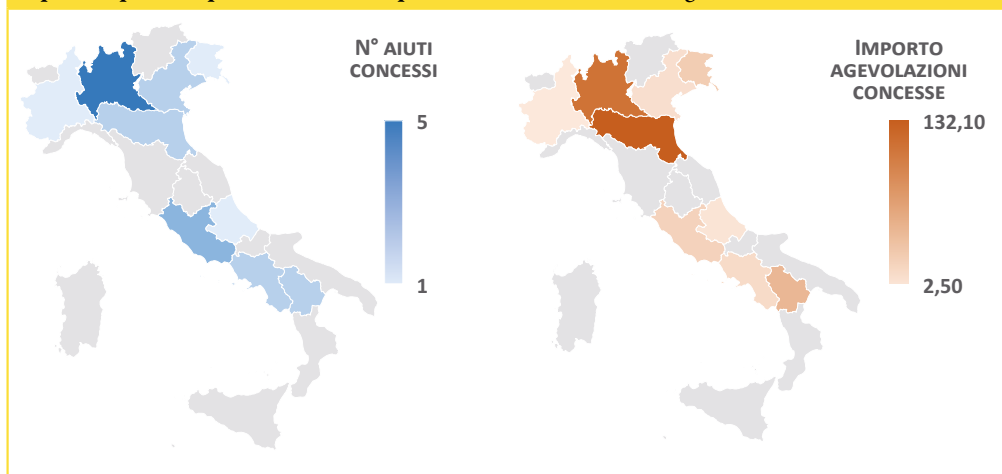 N° AIUTI
CONCESSI
5
1
IMPORTO
AGEVOLAZIONI
CONCESSE
132,10
2,50